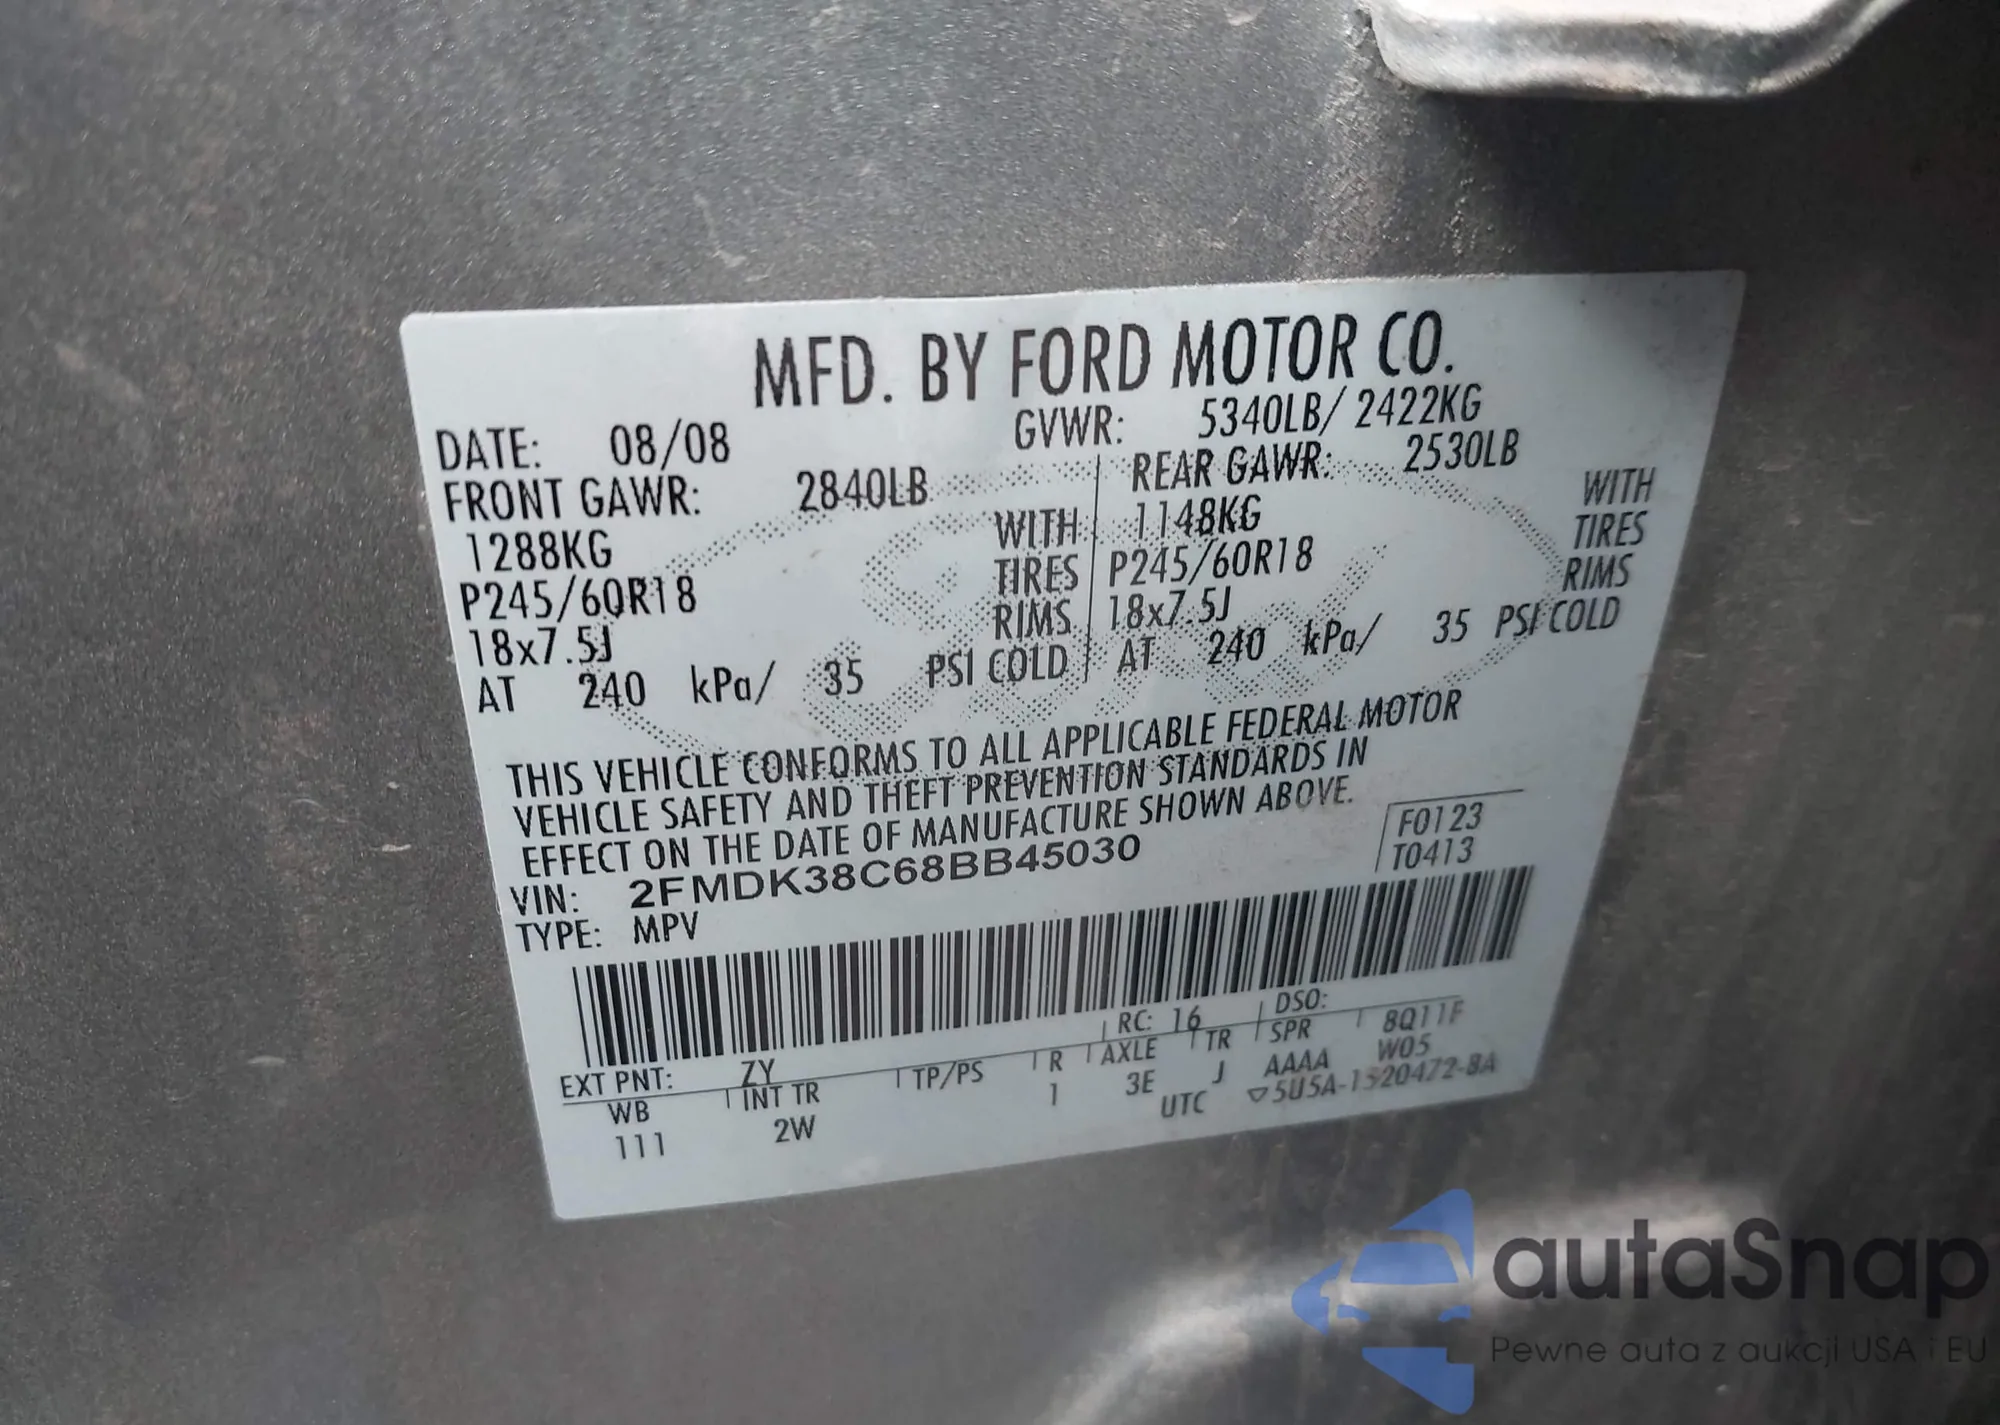 MFD. BY FORD MOTOR CO.
DATE: 08/08 GVWR: 5340LB/ 2422KG
FRONT GAWR: 2840LB REAR GAWR: 2530LB
1288KG WITH 1148KG WITH
P245/60R18 TIRES P245/60R18 TIRES
18x7.5J RIMS 18x7.5J RIMS
AT 240 kPa/ 35 PSI COLD AT 240 kPa/ 35 PSI COLD
THIS VEHICLE CONFORMS TO ALL APPLICABLE FEDERAL MOTOR
VEHICLE SAFETY AND THEFT PREVENTION STANDARDS IN
EFFECT ON THE DATE OF MANUFACTURE SHOWN ABOVE.
VIN: 2FMDK38C68BB45030 F0123
TYPE: MPV T0413
EXT PNT: ZY RC: 16 DSO:
WB INT TR TP/PS R AXLE TR SPR 8Q11F
111 2W 1 3E J AAAA W05
UTC ▽5U5A-1520472-8A
autaSnap
Pewne auta z aukcji USA i EU